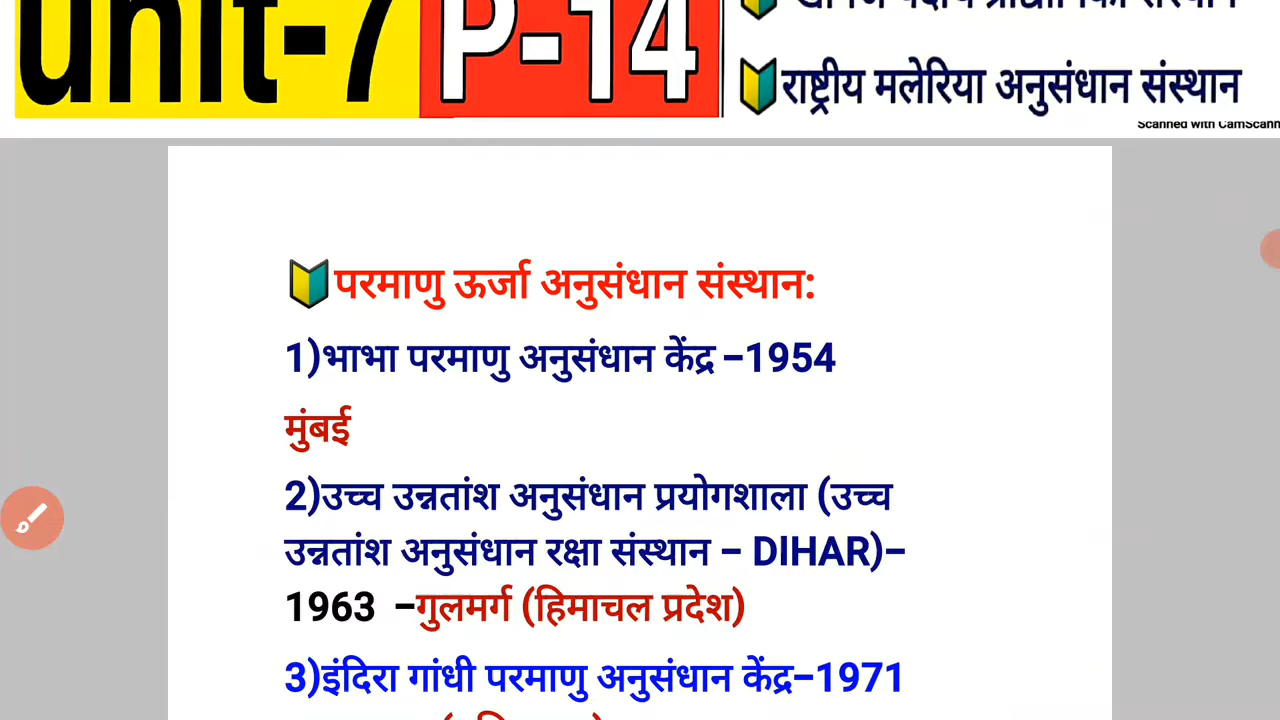 unit-7 P-14
राष्ट्रीय मलेरिया अनुसंधान संस्थान
Scanned with CamScann
परमाणु ऊर्जा अनुसंधान संस्थान:
1)भाभा परमाणु अनुसंधान केंद्र –1954
मुंबई
2)उच्च उन्नतांश अनुसंधान प्रयोगशाला (उच्च
उन्नतांश अनुसंधान रक्षा संस्थान – DIHAR)–
1963 –गुलमर्ग (हिमाचल प्रदेश)
3)इंदिरा गांधी परमाणु अनुसंधान केंद्र–1971